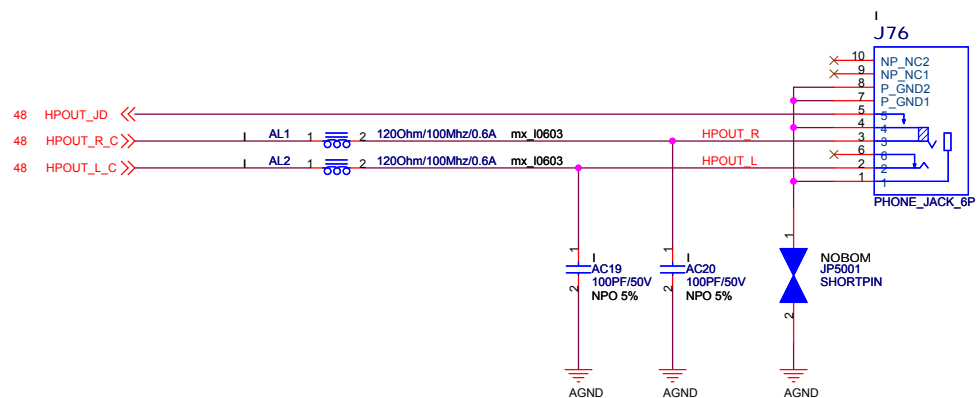 I
J76
10 NP_NC2
9 NP_NC1
8 P_GND2
7 P_GND1
48 HPOUT_JD 5 5
4 4
48 HPOUT_R_C I AL1 1 2 120Ohm/100Mhz/0.6A mx_l0603 HPOUT_R 3 3
6 6
48 HPOUT_L_C AL2 1 2 120Ohm/100Mhz/0.6A mx_l0603 HPOUT_L 2 2
I
1 1
PHONE_JACK_6P
1 I
AC19
100PF/50V
2 NPO 5%
1 I
AC20
100PF/50V
2 NPO 5%
1 NOBOM
JP5001
SHORTPIN
2
AGND AGND AGND